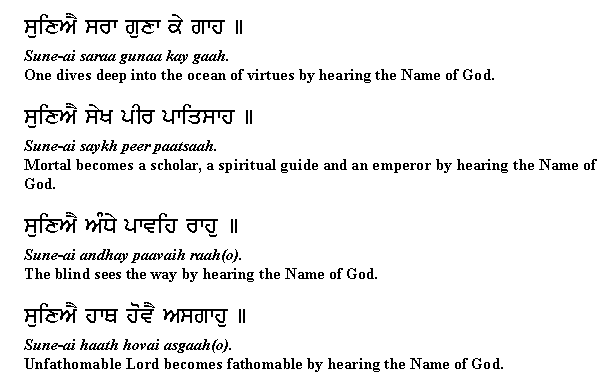 ਸੁਣਿਐ ਸਰਾ ਗੁਣਾ ਕੇ ਗਾਹ ॥
Sune-ai saraa gunaa kay gaah.
One dives deep into the ocean of virtues by hearing the Name of God.
ਸੁਣਿਐ ਸੇਖ ਪੀਰ ਪਾਤਿਸਾਹ ॥
Sune-ai saykh peer paatsaah.
Mortal becomes a scholar, a spiritual guide and an emperor by hearing the Name of
God.
ਸੁਣਿਐ ਅੰਧੇ ਪਾਵਹਿ ਰਾਹੁ ॥
Sune-ai andhay paavaih raah(o).
The blind sees the way by hearing the Name of God.
ਸੁਣਿਐ ਹਾਥ ਹੋਵੈ ਅਸਗਾਹੁ ॥
Sune-ai haath hovai asgaah(o).
Unfathomable Lord becomes fathomable by hearing the Name of God.